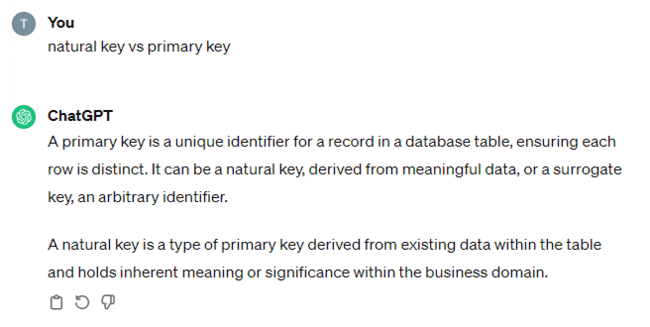 T
You
natural key vs primary key
ChatGPT
A primary key is a unique identifier for a record in a database table, ensuring each
row is distinct. It can be a natural key, derived from meaningful data, or a surrogate
key, an arbitrary identifier.
A natural key is a type of primary key derived from existing data within the table
and holds inherent meaning or significance within the business domain.